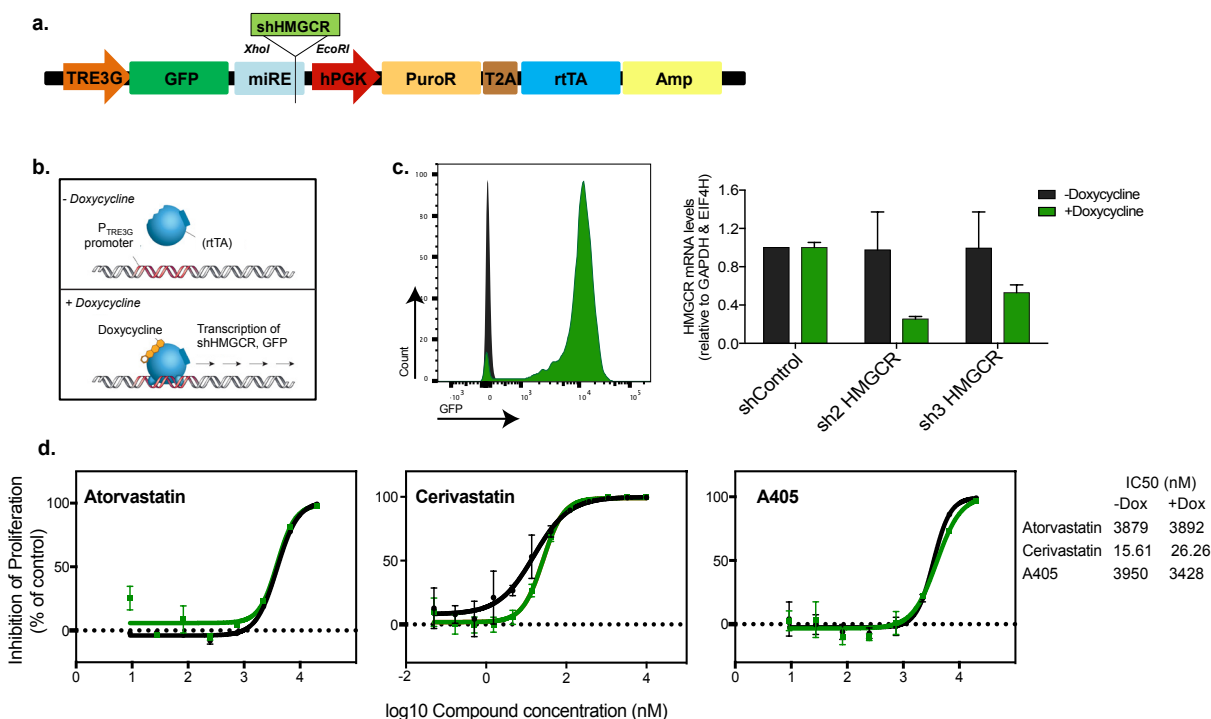 a.
shHMGCR
XhoI EcoRI
TRE3G GFP miRE hPGK PuroR T2A rtTA Amp
b.
- Doxycycline
PTRE3G
promoter
(rtTA)
+ Doxycycline
Doxycycline
Transcription of
shHMGCR, GFP
c.
Count
100
80
60
40
20
0
-10³ 0 10³ 10⁴ 10⁵
GFP
HMGCR mRNA levels
(relative to GAPDH & EIF4H)
1.6
1.2
0.8
0.4
0.0
shControl
sh2 HMGCR
sh3 HMGCR
-Doxycycline
+Doxycycline
d.
Inhibition of Proliferation
(% of control)
Atorvastatin
100
50
0
0 1 2 3 4 5
Cerivastatin
100
50
0
-2 0 2 4
A405
100
50
0
0 1 2 3 4
log10 Compound concentration (nM)
IC50 (nM)
-Dox +Dox
Atorvastatin 3879 3892
Cerivastatin 15.61 26.26
A405 3950 3428